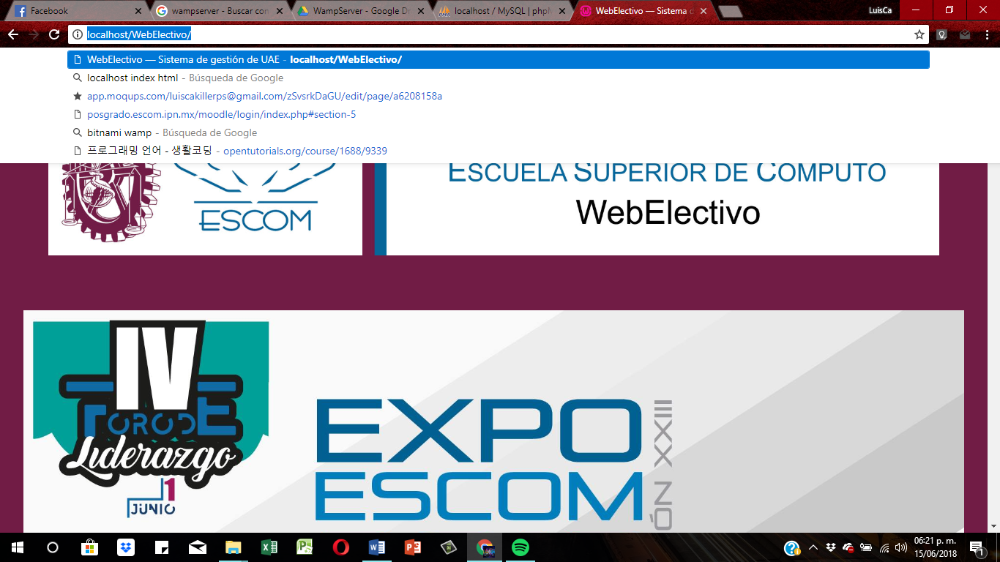 Facebook
wampserver - Buscar con
WampServer - Google Dr
localhost / MySQL | phpM
WebElectivo — Sistema d
LuisCa
localhost/WebElectivo/
WebElectivo — Sistema de gestión de UAE - localhost/WebElectivo/
localhost index html - Búsqueda de Google
app.moqups.com/luiscakillerps@gmail.com/zSvsrkDaGU/edit/page/a6208158a
posgrado.escom.ipn.mx/moodle/login/index.php#section-5
bitnami wamp - Búsqueda de Google
프로그래밍 언어 - 생활코딩 - opentutorials.org/course/1688/9339
ESCOM
ESCUELA SUPERIOR DE COMPUTO
WebElectivo
IV
FORO DE
Liderazgo
1
JUNIO
EXPO
ESCOM
ÓN XXIII
06:21 p. m.
15/06/2018
1